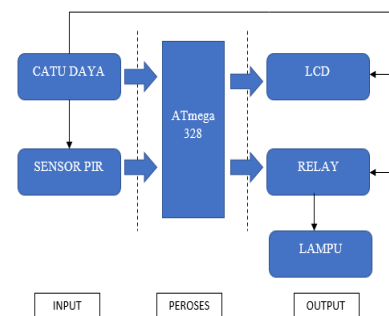 CATU DAYA
LCD
ATmega
328
SENSOR PIR
RELAY
LAMPU
INPUT
PEROSES
OUTPUT